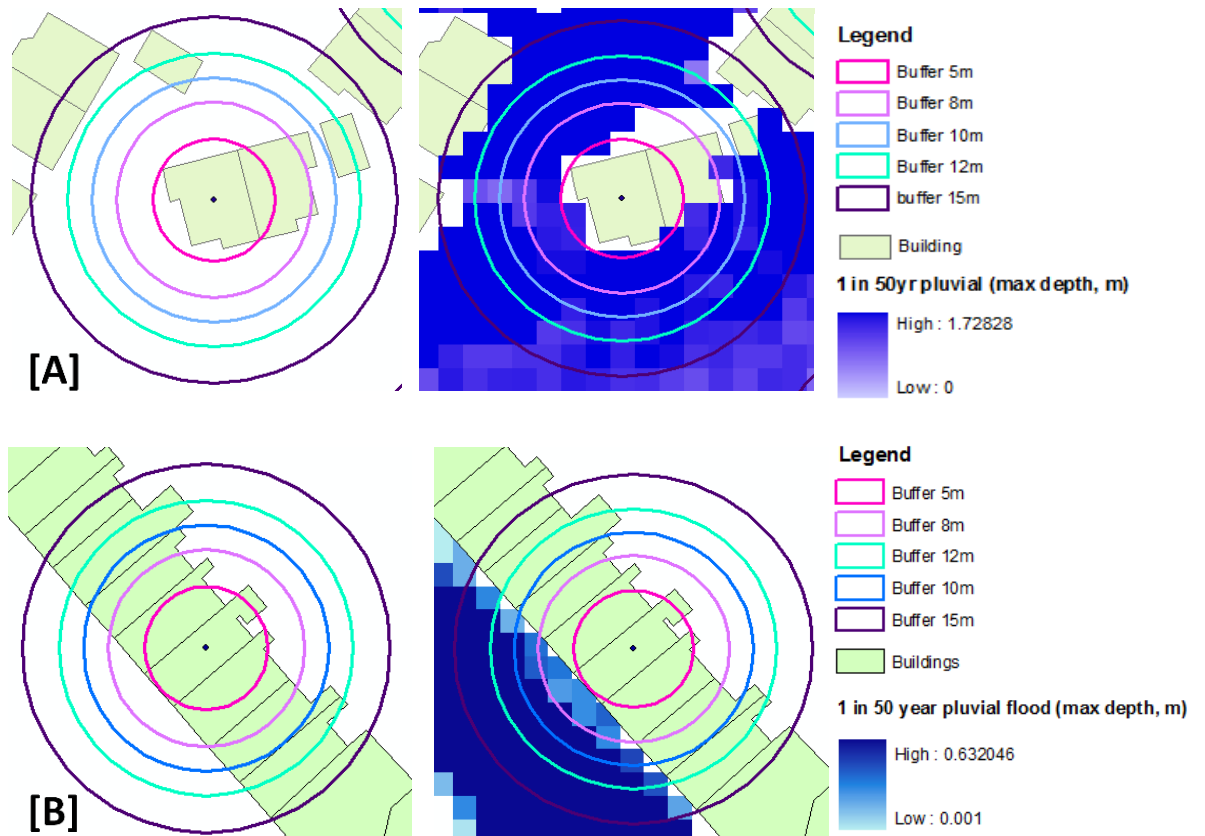 Legend
Buffer 5m
Buffer 8m
Buffer 10m
Buffer 12m
buffer 15m
Building
1 in 50yr pluvial (max depth, m)
High : 1.72828
Low : 0
[A]
Legend
Buffer 5m
Buffer 8m
Buffer 12m
Buffer 10m
Buffer 15m
Buildings
1 in 50 year pluvial flood (max depth, m)
High : 0.632046
Low : 0.001
[B]